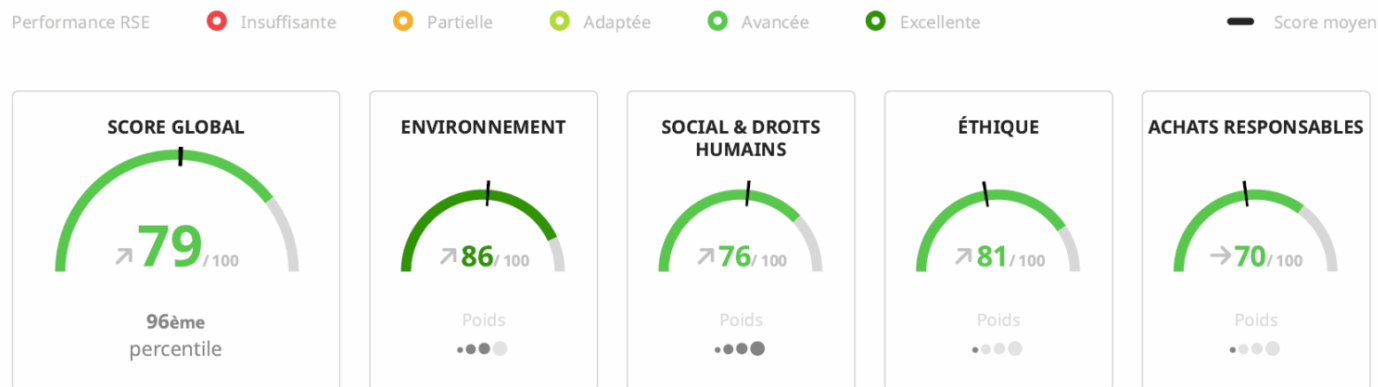 Performance RSE Insuffisante Partielle Adaptée Avancée Excellente Score moyen
SCORE GLOBAL
79/ 100
96ème
percentile
ENVIRONNEMENT
86/ 100
Poids
SOCIAL & DROITS
HUMAINS
76/ 100
Poids
ÉTHIQUE
81/ 100
Poids
ACHATS RESPONSABLES
70/ 100
Poids